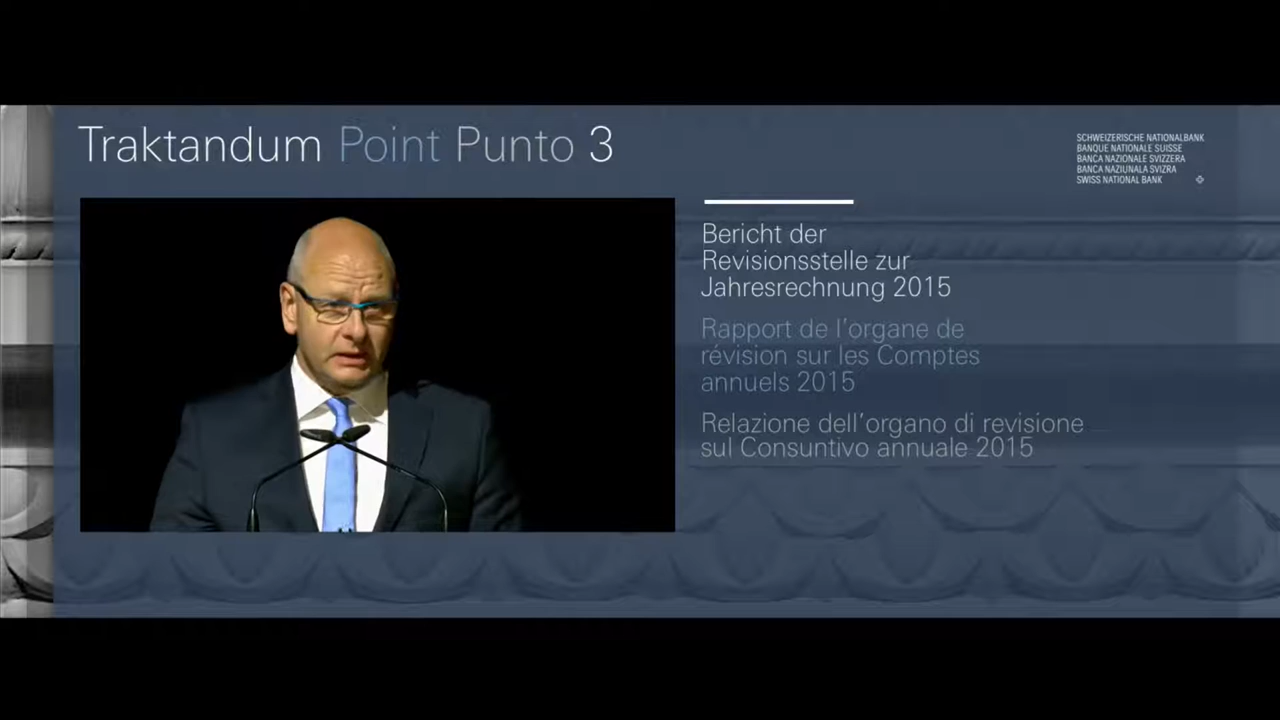 Traktandum Point Punto 3
SCHWEIZERISCHE NATIONALBANK
BANQUE NATIONALE SUISSE
BANCA NAZIONALE SVIZZERA
BANCA NAZIUNALA SVIZRA
SWISS NATIONAL BANK
Bericht der
Revisionsstelle zur
Jahresrechnung 2015
Rapport de l’organe de
révision sur les Comptes
annuels 2015
Relazione dell’organo di revisione
sul Consuntivo annuale 2015